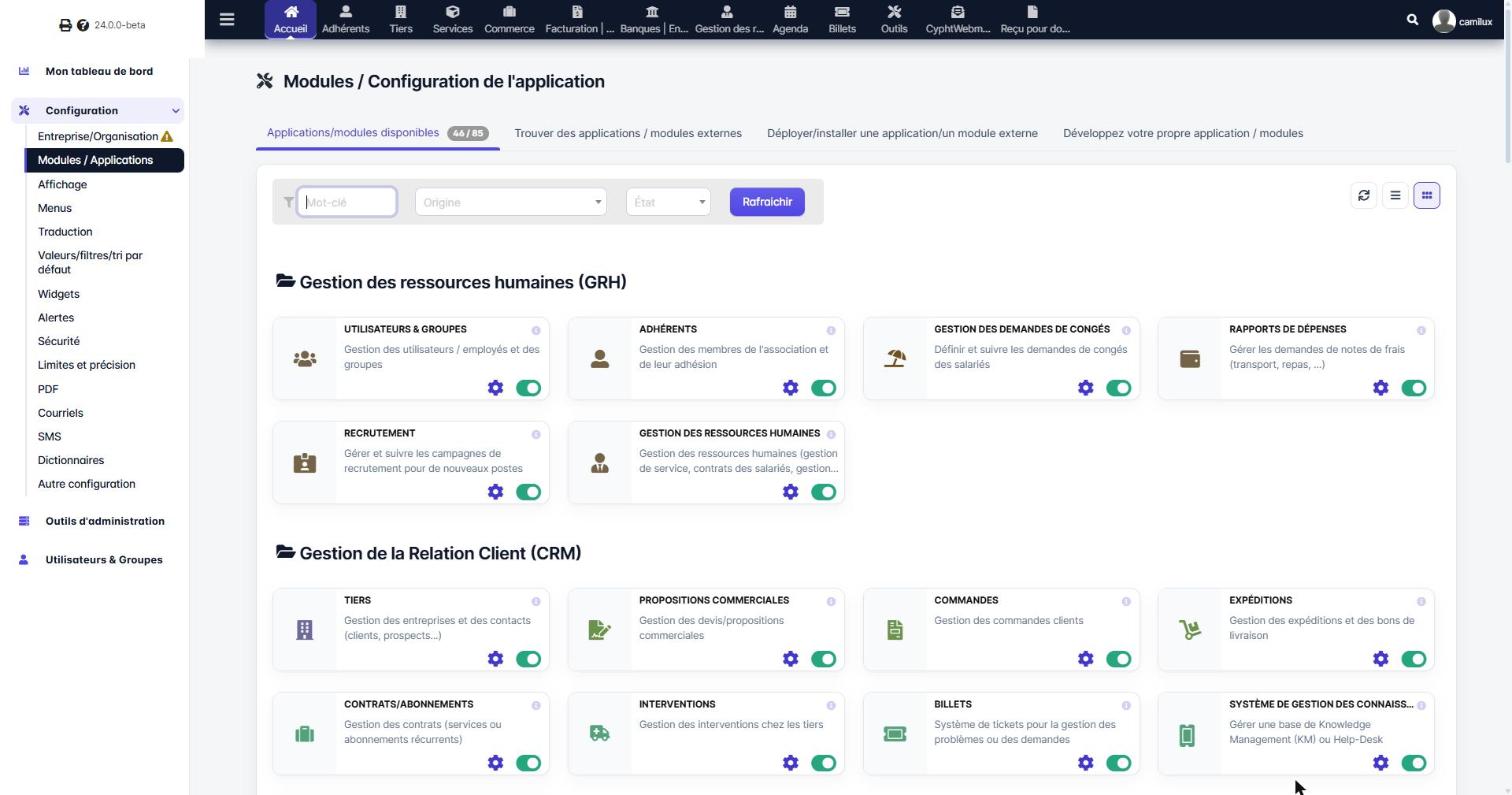 24.0.0-beta
Accueil
Adhérents
Tiers
Services
Commerce
Facturation | ...
Banques | En...
Gestion des r...
Agenda
Billets
Outils
CyphtWebm...
Reçu pour do...
camilux
Mon tableau de bord
Configuration
Entreprise/Organisation
Modules / Applications
Affichage
Menus
Traduction
Valeurs/filtres/tri par
défaut
Widgets
Alertes
Sécurité
Limites et précision
PDF
Courriels
SMS
Dictionnaires
Autre configuration
Outils d'administration
Utilisateurs & Groupes
Modules / Configuration de l'application
Applications/modules disponibles 46 / 85
Trouver des applications / modules externes
Déployer/installer une application/un module externe
Développez votre propre application / modules
Mot-clé
Origine
État
Rafraichir
Gestion des ressources humaines (GRH)
UTILISATEURS & GROUPES
Gestion des utilisateurs / employés et des
groupes
ADHÉRENTS
Gestion des membres de l'association et
de leur adhésion
GESTION DES DEMANDES DE CONGÉS
Définir et suivre les demandes de congés
des salariés
RAPPORTS DE DÉPENSES
Gérer les demandes de notes de frais
(transport, repas, ...)
RECRUTEMENT
Gérer et suivre les campagnes de
recrutement pour de nouveaux postes
GESTION DES RESSOURCES HUMAINES
Gestion des ressources humaines (gestion
de service, contrats des salariés, gestion...
Gestion de la Relation Client (CRM)
TIERS
Gestion des entreprises et des contacts
(clients, prospects...)
PROPOSITIONS COMMERCIALES
Gestion des devis/propositions
commerciales
COMMANDES
Gestion des commandes clients
EXPÉDITIONS
Gestion des expéditions et des bons de
livraison
CONTRATS/ABONNEMENTS
Gestion des contrats (services ou
abonnements récurrents)
INTERVENTIONS
Gestion des interventions chez les tiers
BILLETS
Système de tickets pour la gestion des
problèmes ou des demandes
SYSTÈME DE GESTION DES CONNAISS...
Gérer une base de Knowledge
Management (KM) ou Help-Desk